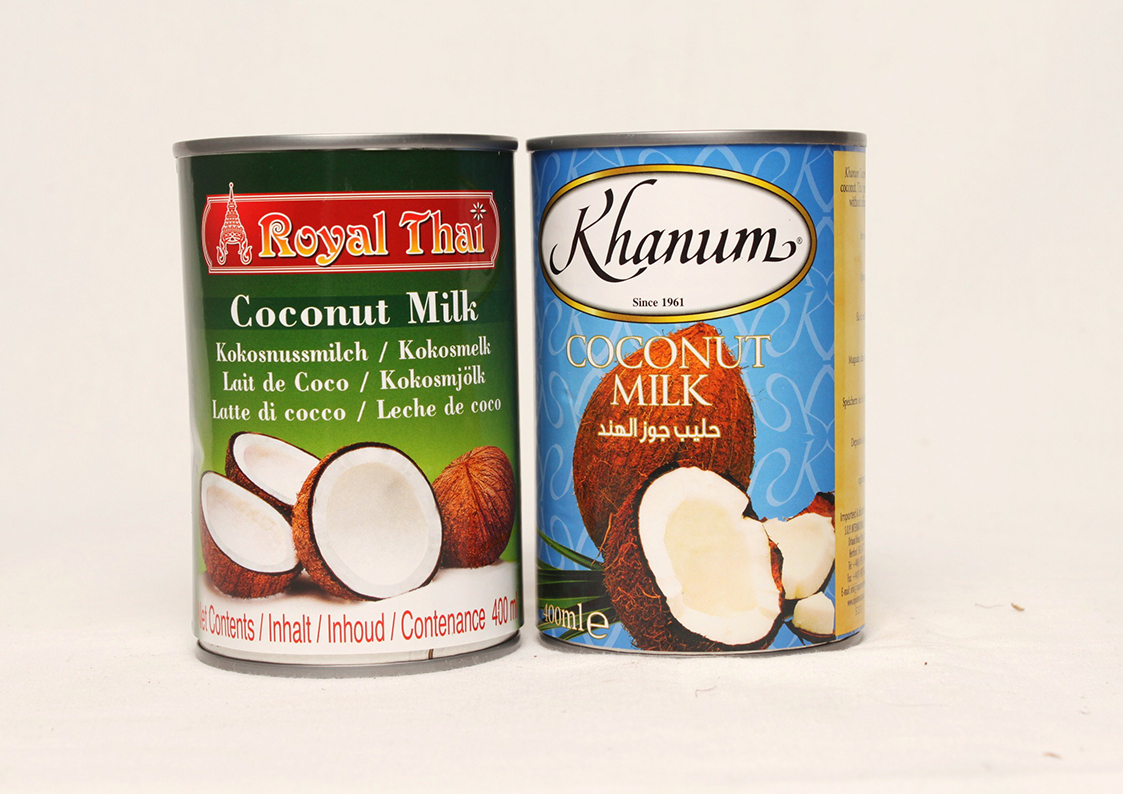 Royal Thai
Coconut Milk
Kokosnussmilch / Kokosmelk
Lait de Coco / Kokosmjölk
Latte di cocco / Leche de coco
Contents / Inhalt / Inhoud / Contenance 400 m
Khanum®
Since 1961
COCONUT
MILK
حليب جوز الهند
400ml e